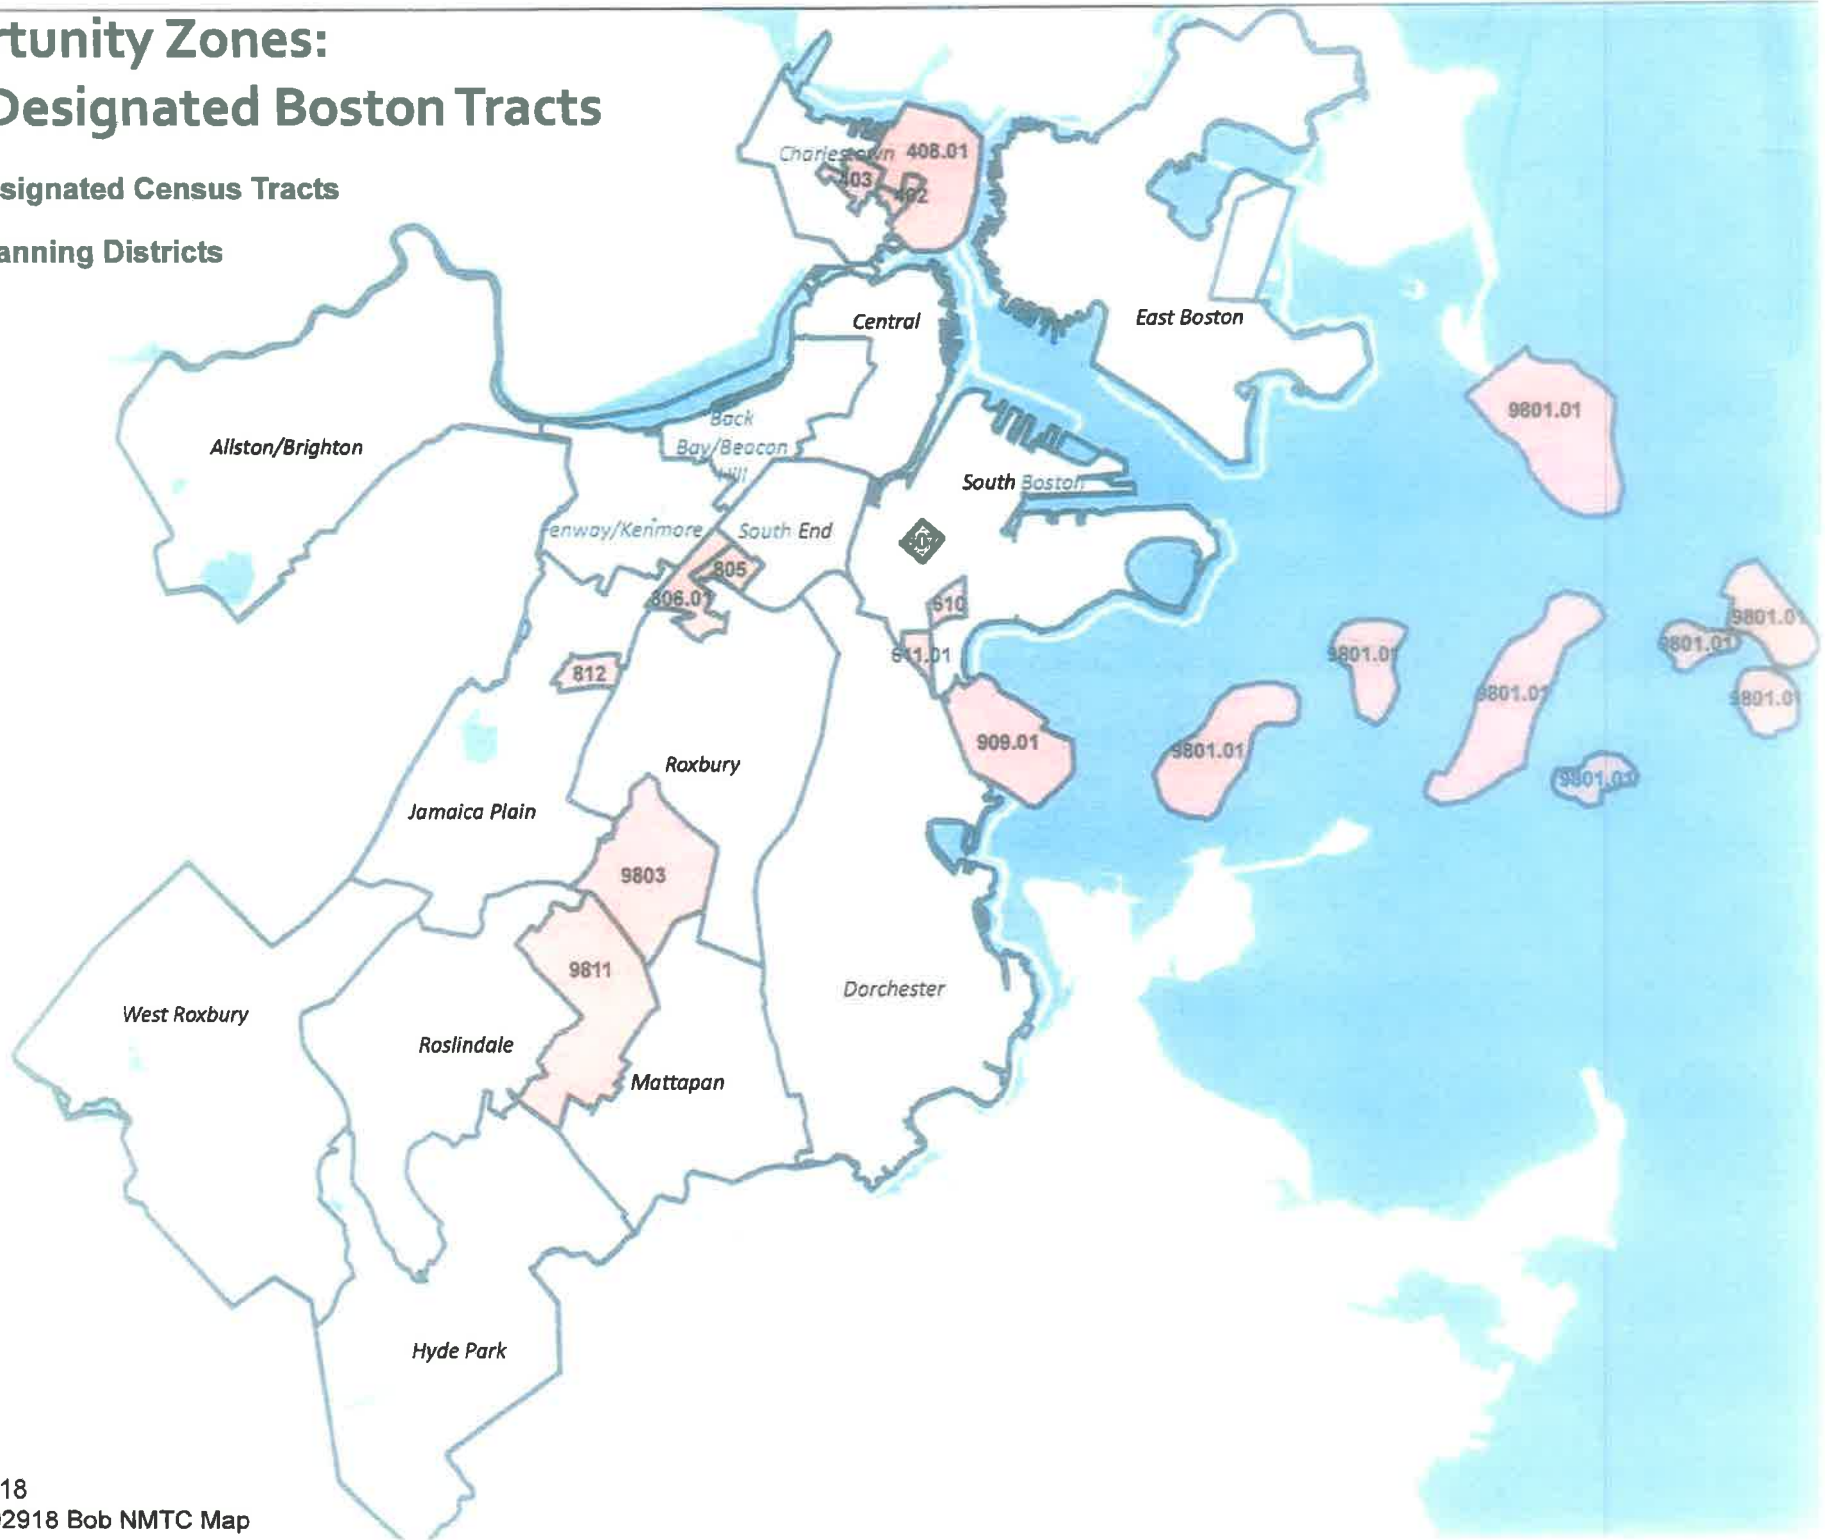 rtunity Zones:
Designated Boston Tracts
signated Census Tracts
anning Districts
Charlestown
408.01
403
402
Central
East Boston
9801.01
Allston/Brighton
Back
Bay/Beacon
Hill
South Boston
enway/Kenmore
South End
805
806.01
610
611.01
812
9801.01
9801.01
9801.01
9801.01
9801.01
909.01
9801.01
9801.01
Roxbury
Jamaica Plain
9803
9811
Dorchester
West Roxbury
Roslindale
Mattapan
Hyde Park
18
2918 Bob NMTC Map